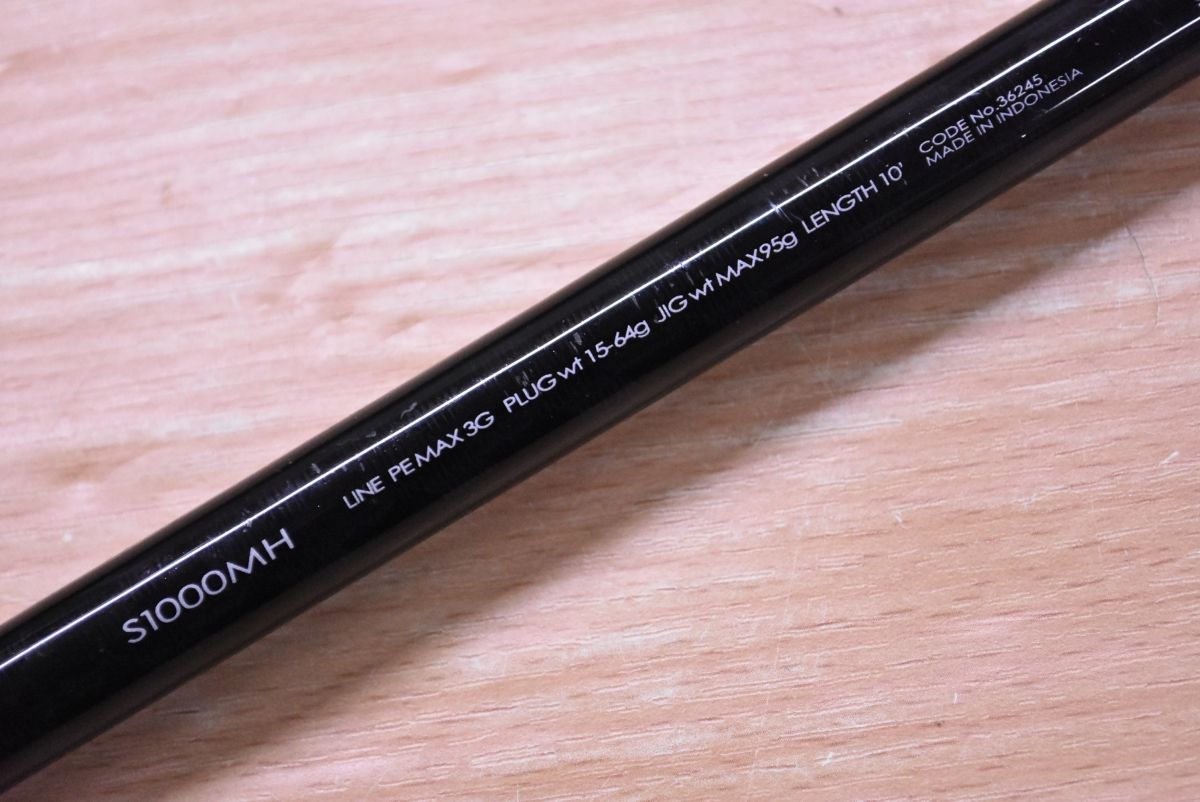 S1000MH
LINE PE MAX 3G PLUG wt 15-64g JIG wt MAX95g LENGTH 10'
CODE No.36245
MADE IN INDONESIA